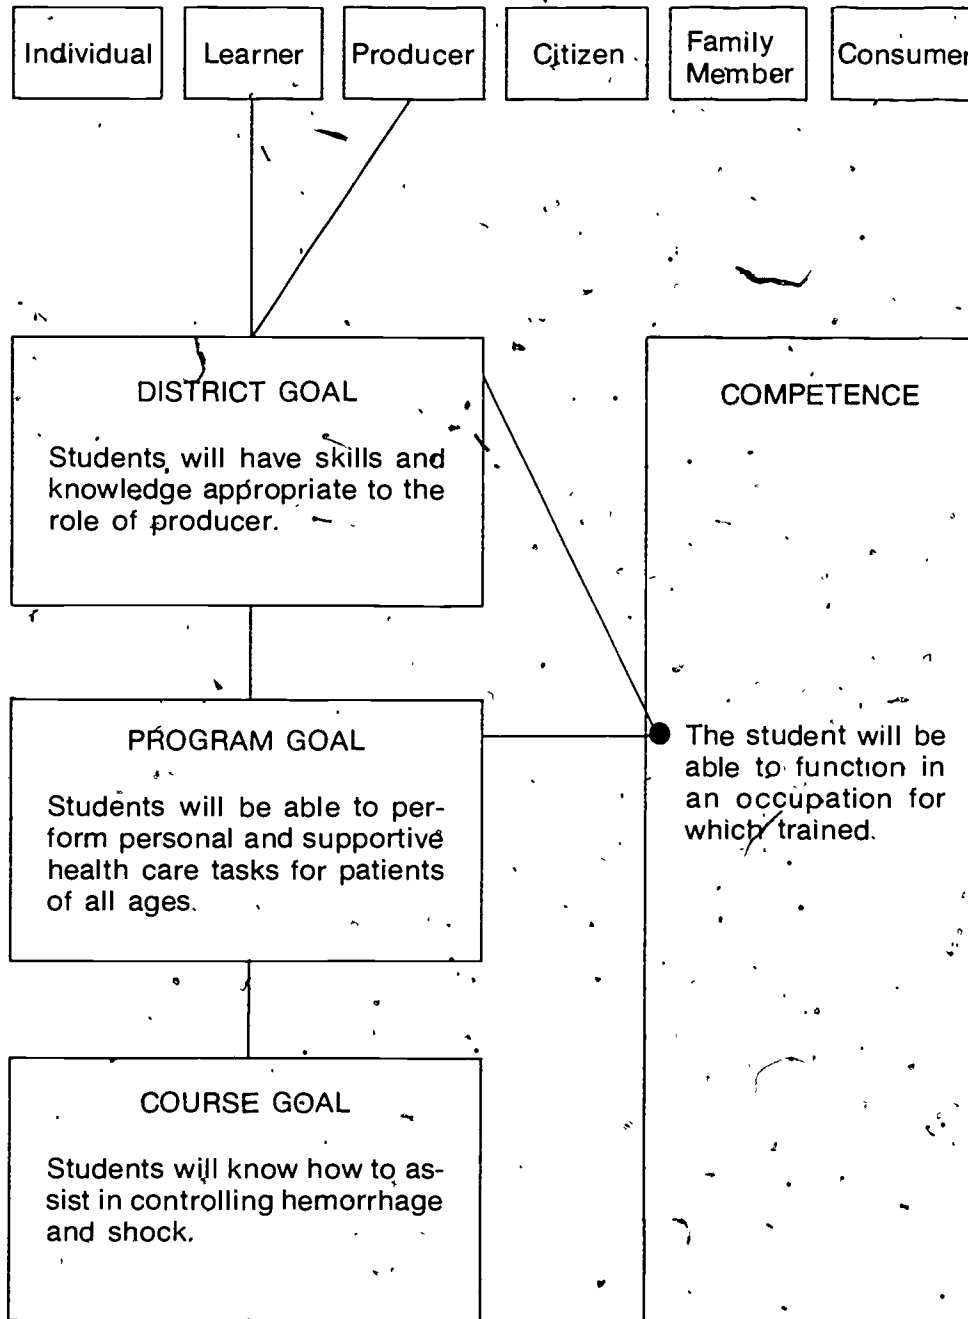 Individual
Learner
Producer
Citizen
Family
Member
Consumer
DISTRICT GOAL
Students will have skills and
knowledge appropriate to the
role of producer.
COMPETENCE
PROGRAM GOAL
Students will be able to per-
form personal and supportive
health care tasks for patients
of all ages.
The student will be
able to function in
an occupation for
which trained.
COURSE GOAL
Students will know how to as-
sist in controlling hemorrhage
and shock.